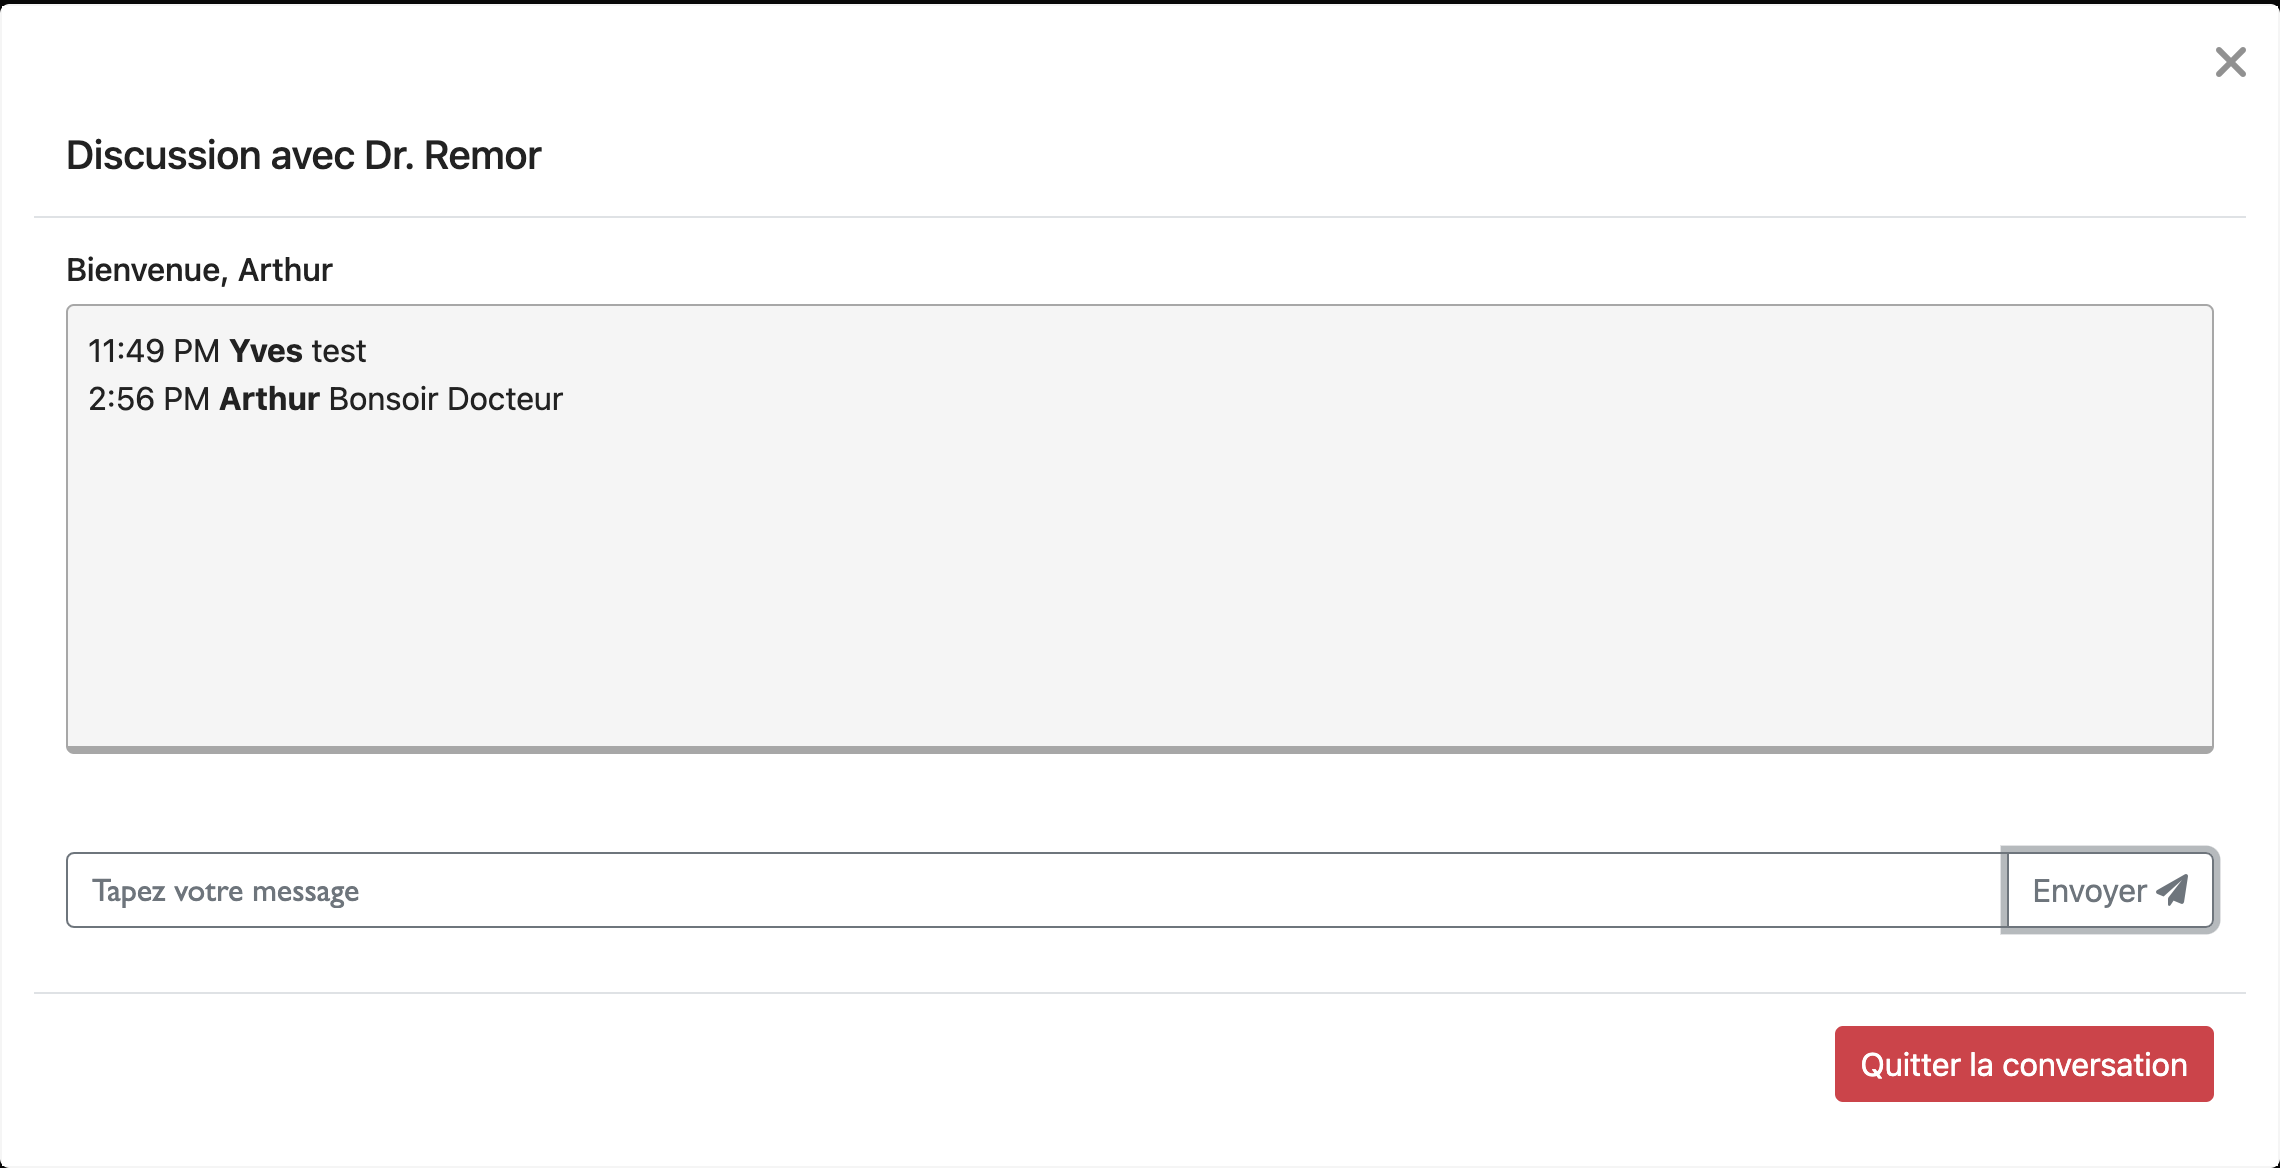 Discussion avec Dr. Remor
Bienvenue, Arthur
11:49 PM Yves test
2:56 PM Arthur Bonsoir Docteur
Tapez votre message
Envoyer
Quitter la conversation